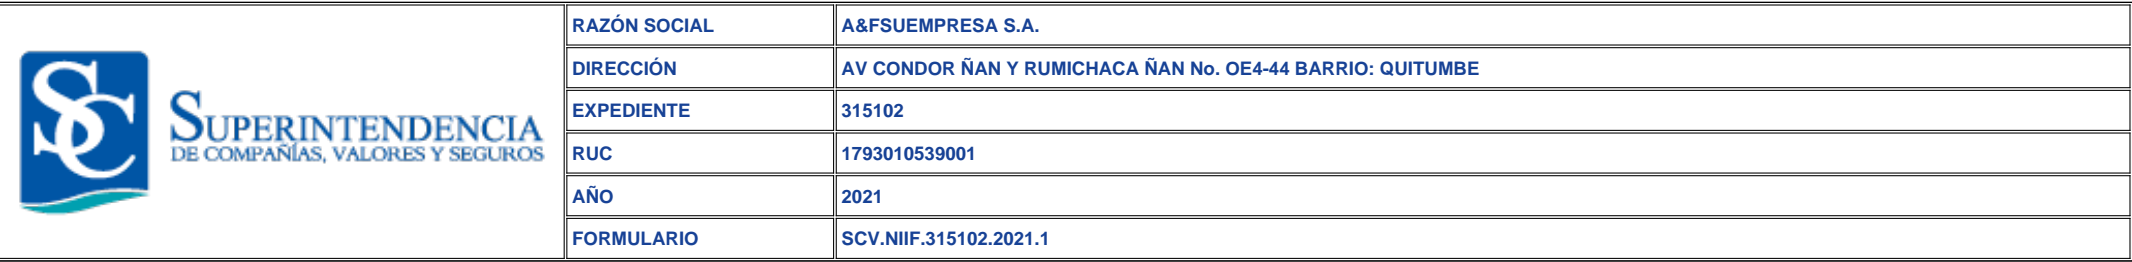 SC
SUPERINTENDENCIA
DE COMPAÑÍAS, VALORES Y SEGUROS
RAZÓN SOCIAL A&FSUEMPRESA S.A.
DIRECCIÓN AV CONDOR ÑAN Y RUMICHACA ÑAN No. OE4-44 BARRIO: QUITUMBE
EXPEDIENTE 315102
RUC 1793010539001
AÑO 2021
FORMULARIO SCV.NIIF.315102.2021.1